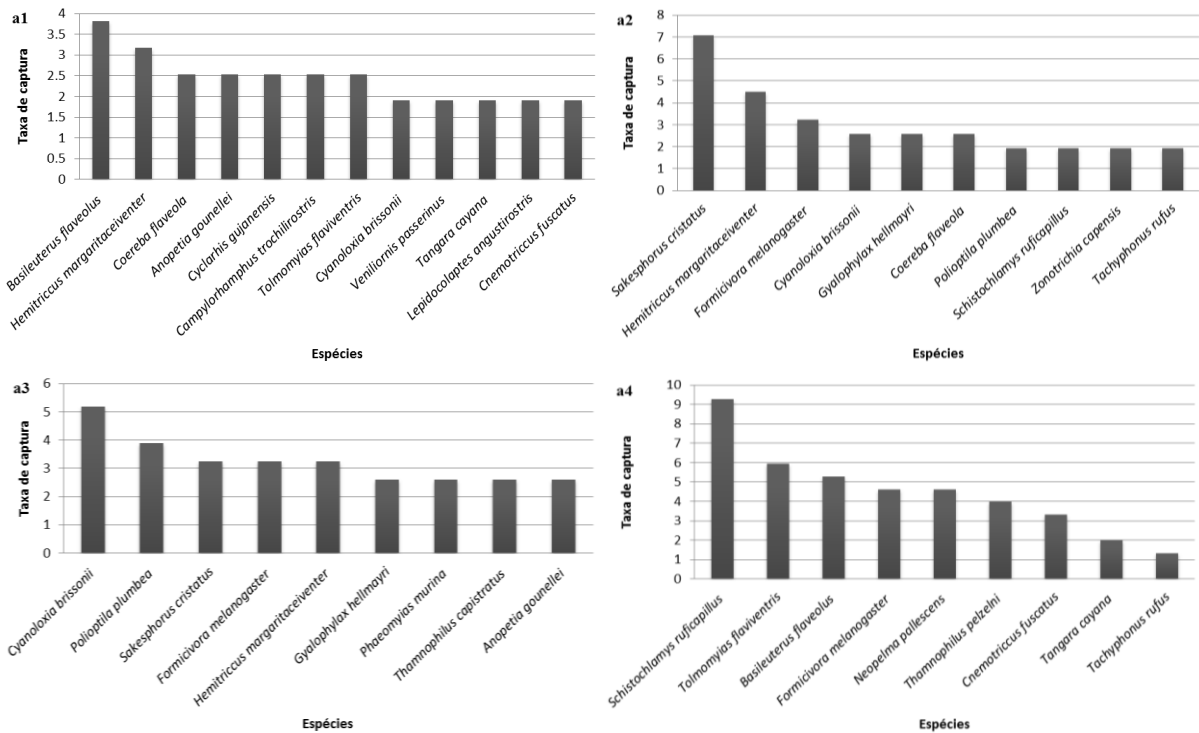 a1
Taxa de captura
4
3.5
3
2.5
2
1.5
1
0.5
0
Basileuterus flaveolus
Hemitriccus margaritaceiventer
Coereba flaveola
Anopetia gounellei
Cyclarhis gujanensis
Campylorhamphus trochilirostris
Tolmomyias flaviventris
Cyanoloxia brissonii
Veniliornis passerinus
Tangara cayana
Lepidocolaptes angustirostris
Cnemotriccus fuscatus
Espécies
a2
Taxa de captura
8
7
6
5
4
3
2
1
0
Sakesphorus cristatus
Hemitriccus margaritaceiventer
Formicivora melanogaster
Cyanoloxia brissonii
Gyalophylax hellmayri
Coereba flaveola
Polioptila plumbea
Schistochlamys ruficapillus
Zonotrichia capensis
Tachyphonus rufus
Espécies
a3
Taxa de captura
6
5
4
3
2
1
0
Cyanoloxia brissonii
Polioptila plumbea
Sakesphorus cristatus
Formicivora melanogaster
Hemitriccus margaritaceiventer
Gyalophylax hellmayri
Phaeomyias murina
Thamnophilus capistratus
Anopetia gounellei
Espécies
a4
Taxa de captura
10
9
8
7
6
5
4
3
2
1
0
Schistochlamys ruficapillus
Tolmomyias flaviventris
Basileuterus flaveolus
Formicivora melanogaster
Neopelma pallescens
Thamnophilus pelzelni
Cnemotriccus fuscatus
Tangara cayana
Tachyphonus rufus
Espécies